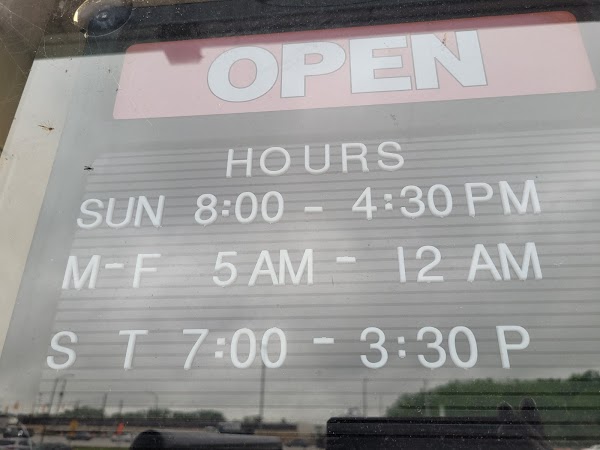 OPEN
HOURS
SUN 8:00 - 4:30 PM
M-F 5 AM - 12 AM
S T 7:00 - 3:30 P